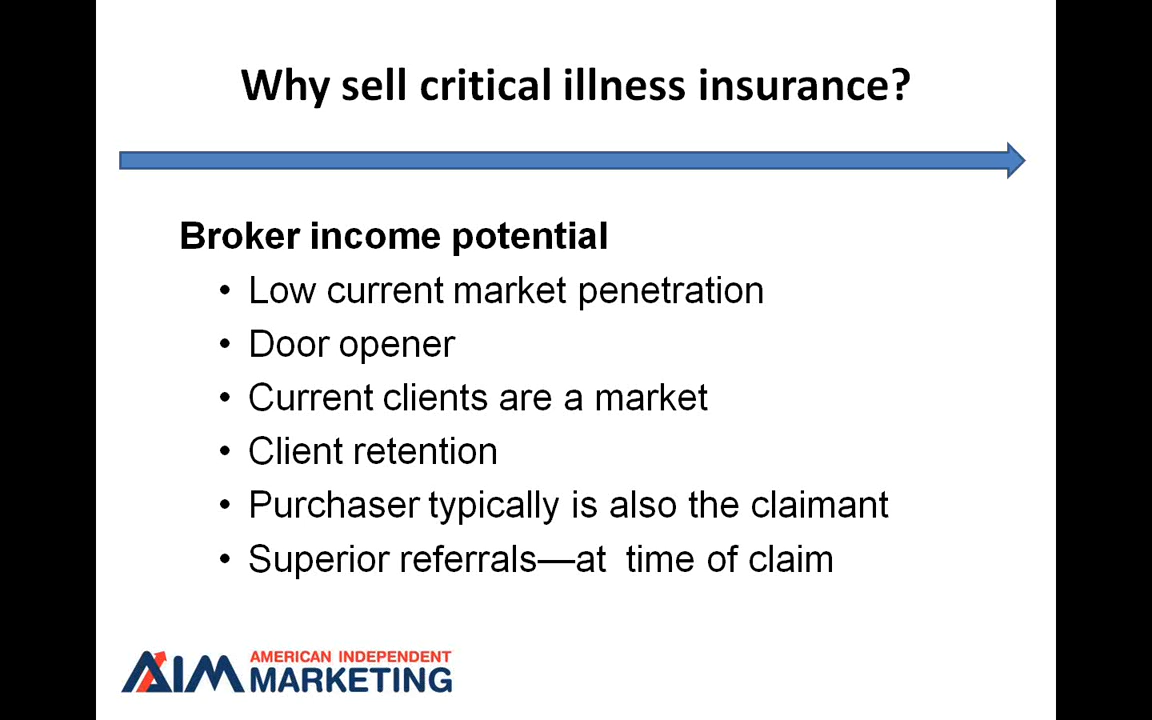 Why sell critical illness insurance?
Broker income potential
• Low current market penetration
• Door opener
• Current clients are a market
• Client retention
• Purchaser typically is also the claimant
• Superior referrals—at  time of claim
AIM AMERICAN INDEPENDENT
MARKETING